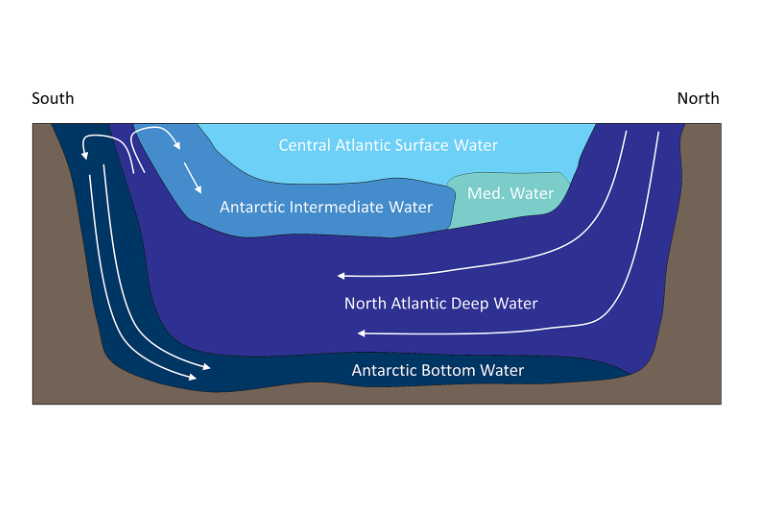 South
North
Central Atlantic Surface Water
Med. Water
Antarctic Intermediate Water
North Atlantic Deep Water
Antarctic Bottom Water